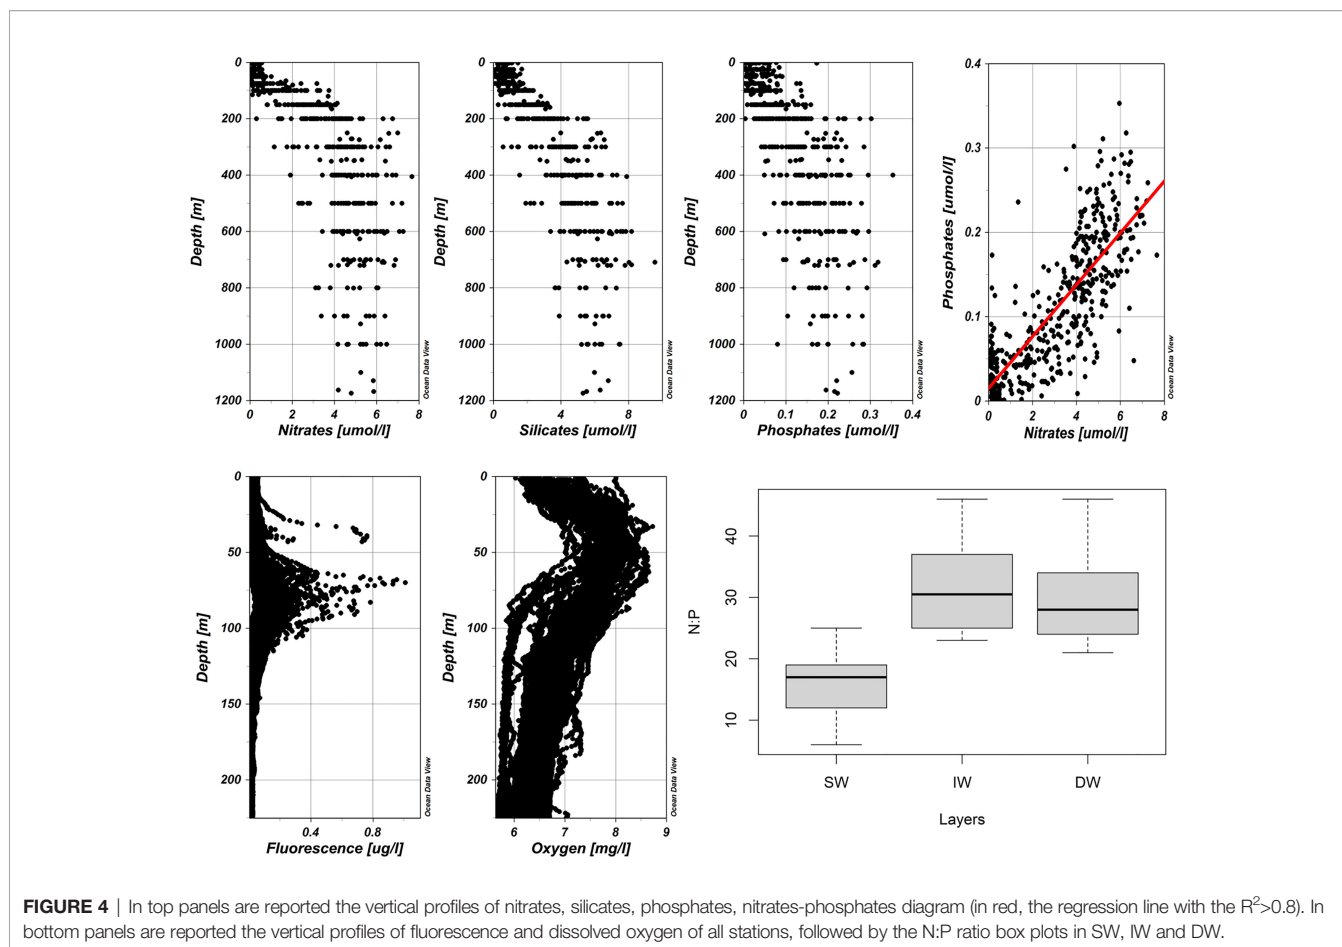 0
200
400
600
800
1000
1200
Depth [m]
0 2 4 6 8
Nitrates [umol/l]
Ocean Data View
0
200
400
600
800
1000
1200
Depth [m]
0 4 8
Silicates [umol/l]
Ocean Data View
0
200
400
600
800
1000
1200
Depth [m]
0 0.1 0.2 0.3 0.4
Phosphates [umol/l]
Ocean Data View
0.4
0.3
0.2
0.1
0
Phosphates [umol/l]
0 2 4 6 8
Nitrates [umol/l]
Ocean Data View
0
50
100
150
200
Depth [m]
0.4 0.8
Fluorescence [ug/l]
Ocean Data View
0
50
100
150
200
Depth [m]
6 7 8 9
Oxygen [mg/l]
Ocean Data View
40
30
20
10
N:P
SW IW DW
Layers
FIGURE 4 | In top panels are reported the vertical profiles of nitrates, silicates, phosphates, nitrates-phosphates diagram (in red, the regression line with the R²>0.8). In
bottom panels are reported the vertical profiles of fluorescence and dissolved oxygen of all stations, followed by the N:P ratio box plots in SW, IW and DW.